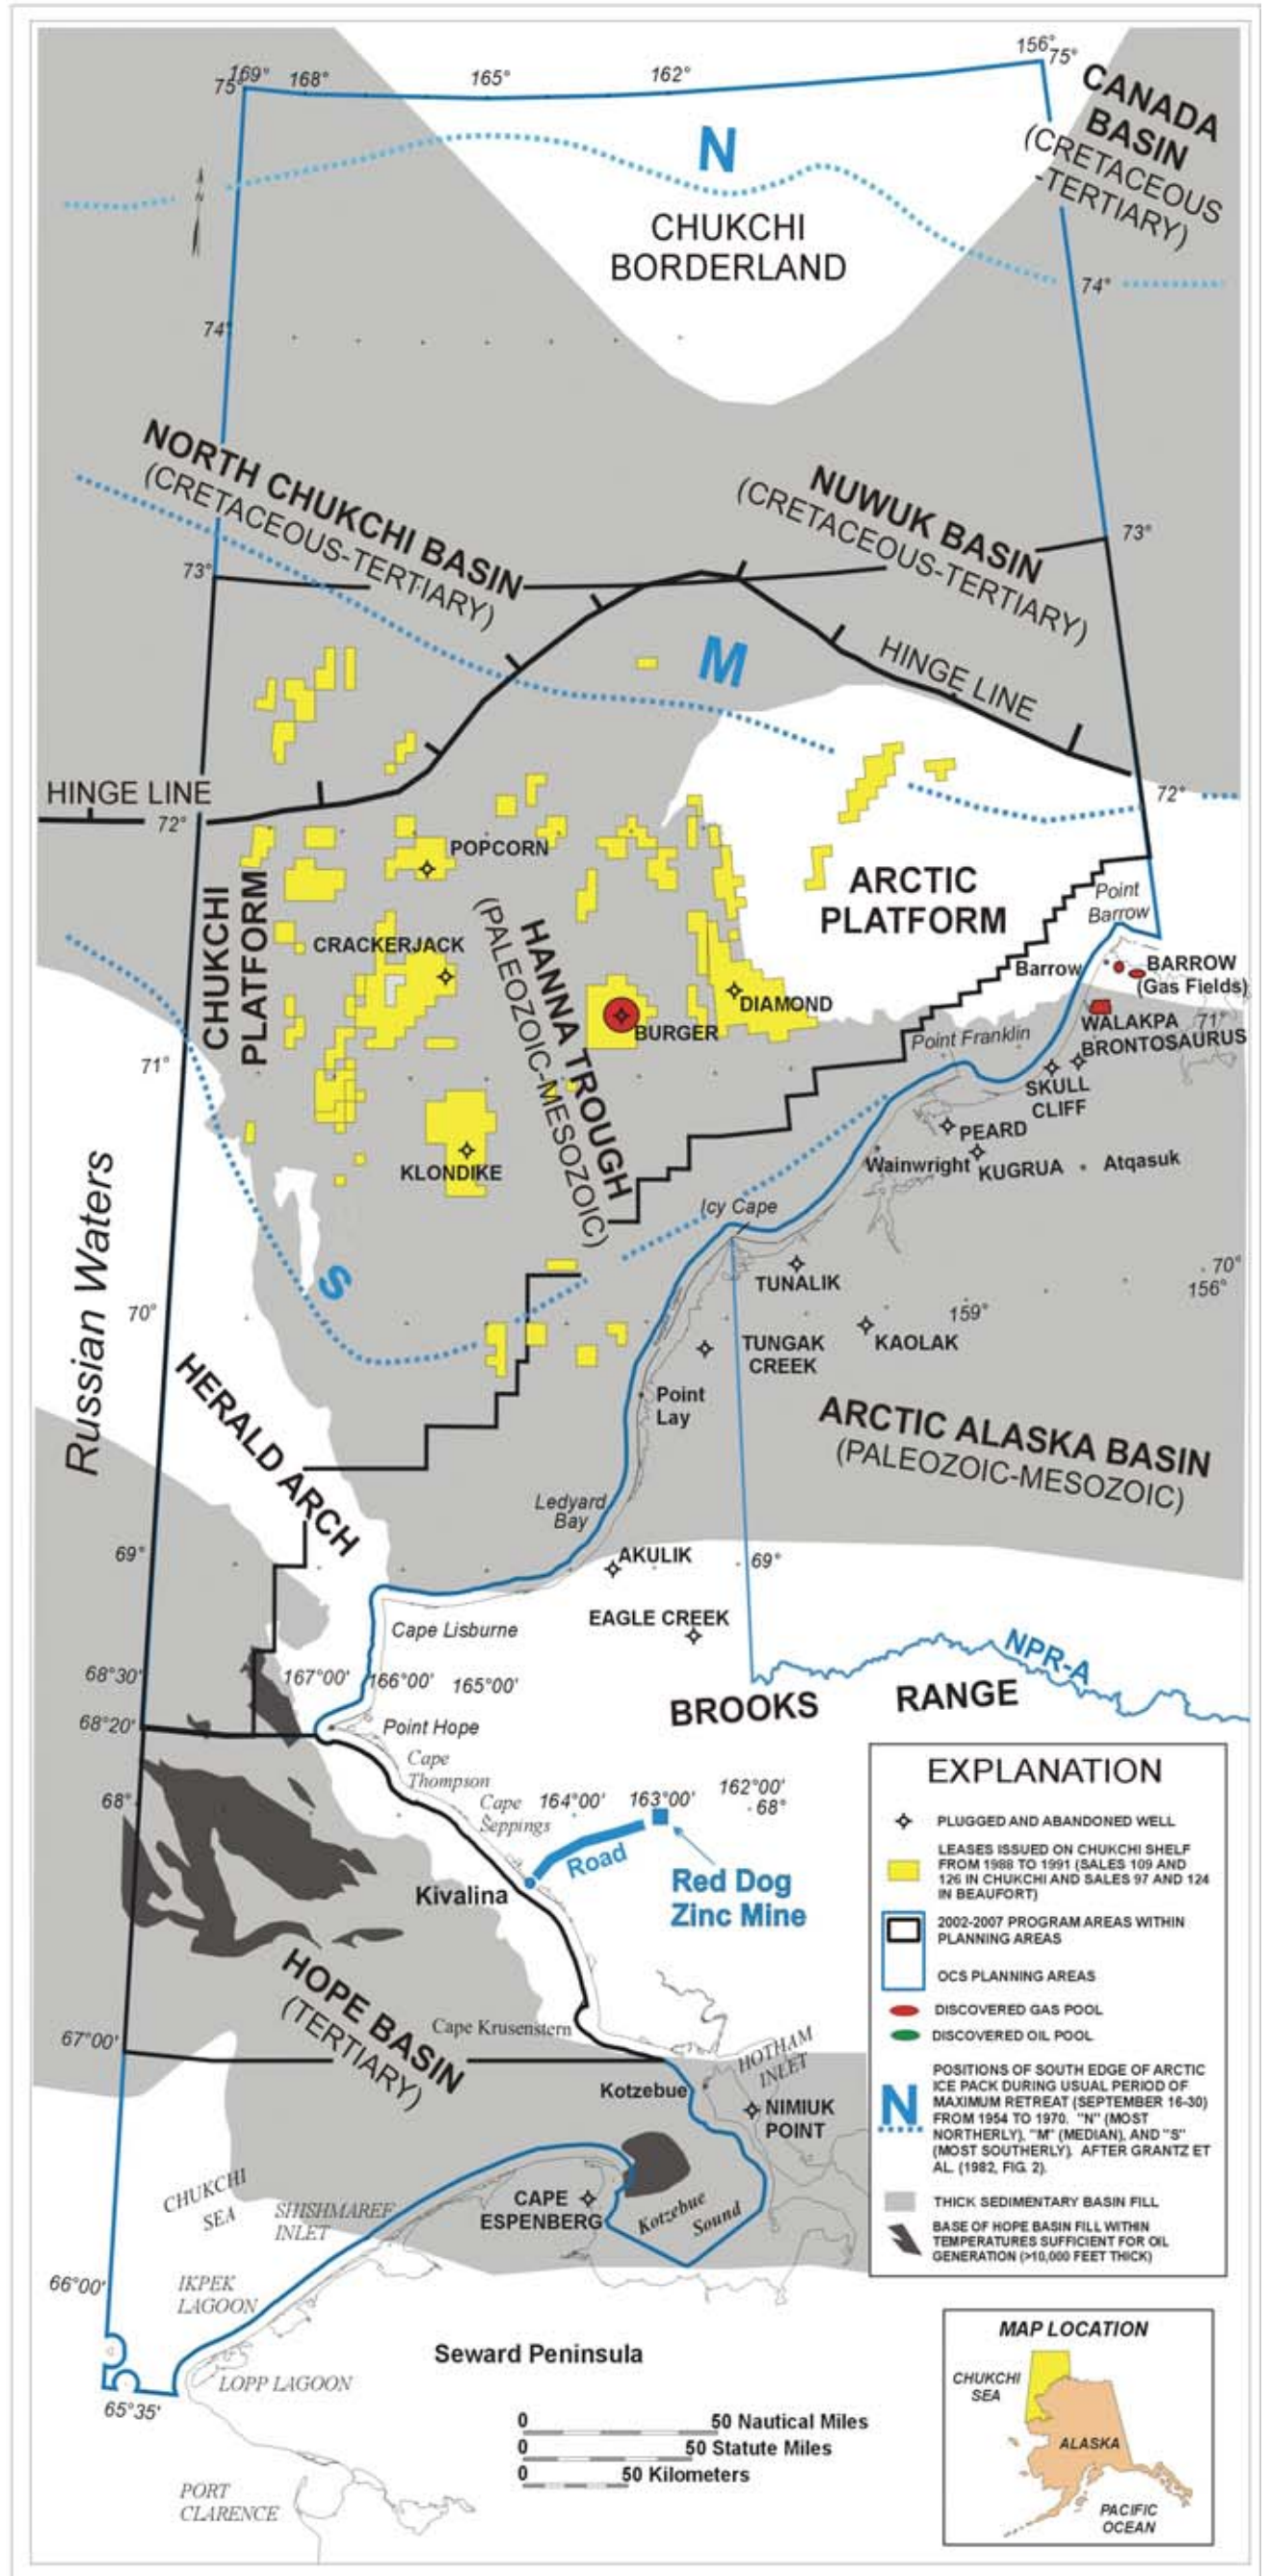 169° 168° 165° 162° 156°
75° 75°
CANADA
BASIN
(CRETACEOUS
-TERTIARY)
N
N
CHUKCHI
BORDERLAND
74°
74°
NORTH CHUKCHI BASIN
(CRETACEOUS-TERTIARY)
NUWUK BASIN
(CRETACEOUS-TERTIARY)
73°
73°
M
HINGE LINE
HINGE LINE
72°
72°
POPCORN
CHUKCHI
PLATFORM
CRACKERJACK
HANNA TROUGH
(PALEOZOIC-MESOZOIC)
ARCTIC
PLATFORM
Point
Barrow
Barrow
BARROW
(Gas Fields)
DIAMOND
BURGER
WALAKPA 71°
BRONTOSAURUS
Point Franklin
71°
SKULL
CLIFF
PEARD
Wainwright
KUGRUA
Atqasuk
KLONDIKE
Russian Waters
Icy Cape
S
TUNALIK
70°
156°
159°
70°
TUNGAK
CREEK
KAOLAK
HERALD ARCH
Point
Lay
ARCTIC ALASKA BASIN
(PALEOZOIC-MESOZOIC)
Ledyard
Bay
69°
AKULIK
69°
EAGLE CREEK
Cape Lisburne
NPR-A
68°30'
167°00' 166°00' 165°00'
BROOKS RANGE
68°20'
Point Hope
Cape
Thompson
68°
Cape
Seppings
164°00' 163°00' 162°00'
68°
Road
Red Dog
Zinc Mine
Kivalina
HOPE BASIN
(TERTIARY)
Cape Krusenstern
67°00'
HOTHAM
INLET
Kotzebue
NIMIUK
POINT
CHUKCHI
SEA
SHISHMAREF
INLET
CAPE
ESPENBERG
Kotzebue
Sound
66°00'
IKPEK
LAGOON
Seward Peninsula
LOPP LAGOON
65°35'
PORT
CLARENCE
0 50 Nautical Miles
0 50 Statute Miles
0 50 Kilometers
EXPLANATION
PLUGGED AND ABANDONED WELL
LEASES ISSUED ON CHUKCHI SHELF
FROM 1988 TO 1991 (SALES 109 AND
126 IN CHUKCHI AND SALES 97 AND 124
IN BEAUFORT)
2002-2007 PROGRAM AREAS WITHIN
PLANNING AREAS
OCS PLANNING AREAS
DISCOVERED GAS POOL
DISCOVERED OIL POOL
N
POSITIONS OF SOUTH EDGE OF ARCTIC
ICE PACK DURING USUAL PERIOD OF
MAXIMUM RETREAT (SEPTEMBER 16-30)
FROM 1954 TO 1970. "N" (MOST
NORTHERLY), "M" (MEDIAN), AND "S"
(MOST SOUTHERLY). AFTER GRANTZ ET
AL. (1982, FIG. 2).
THICK SEDIMENTARY BASIN FILL
BASE OF HOPE BASIN FILL WITHIN
TEMPERATURES SUFFICIENT FOR OIL
GENERATION (>10,000 FEET THICK)
MAP LOCATION
CHUKCHI
SEA
ALASKA
PACIFIC
OCEAN